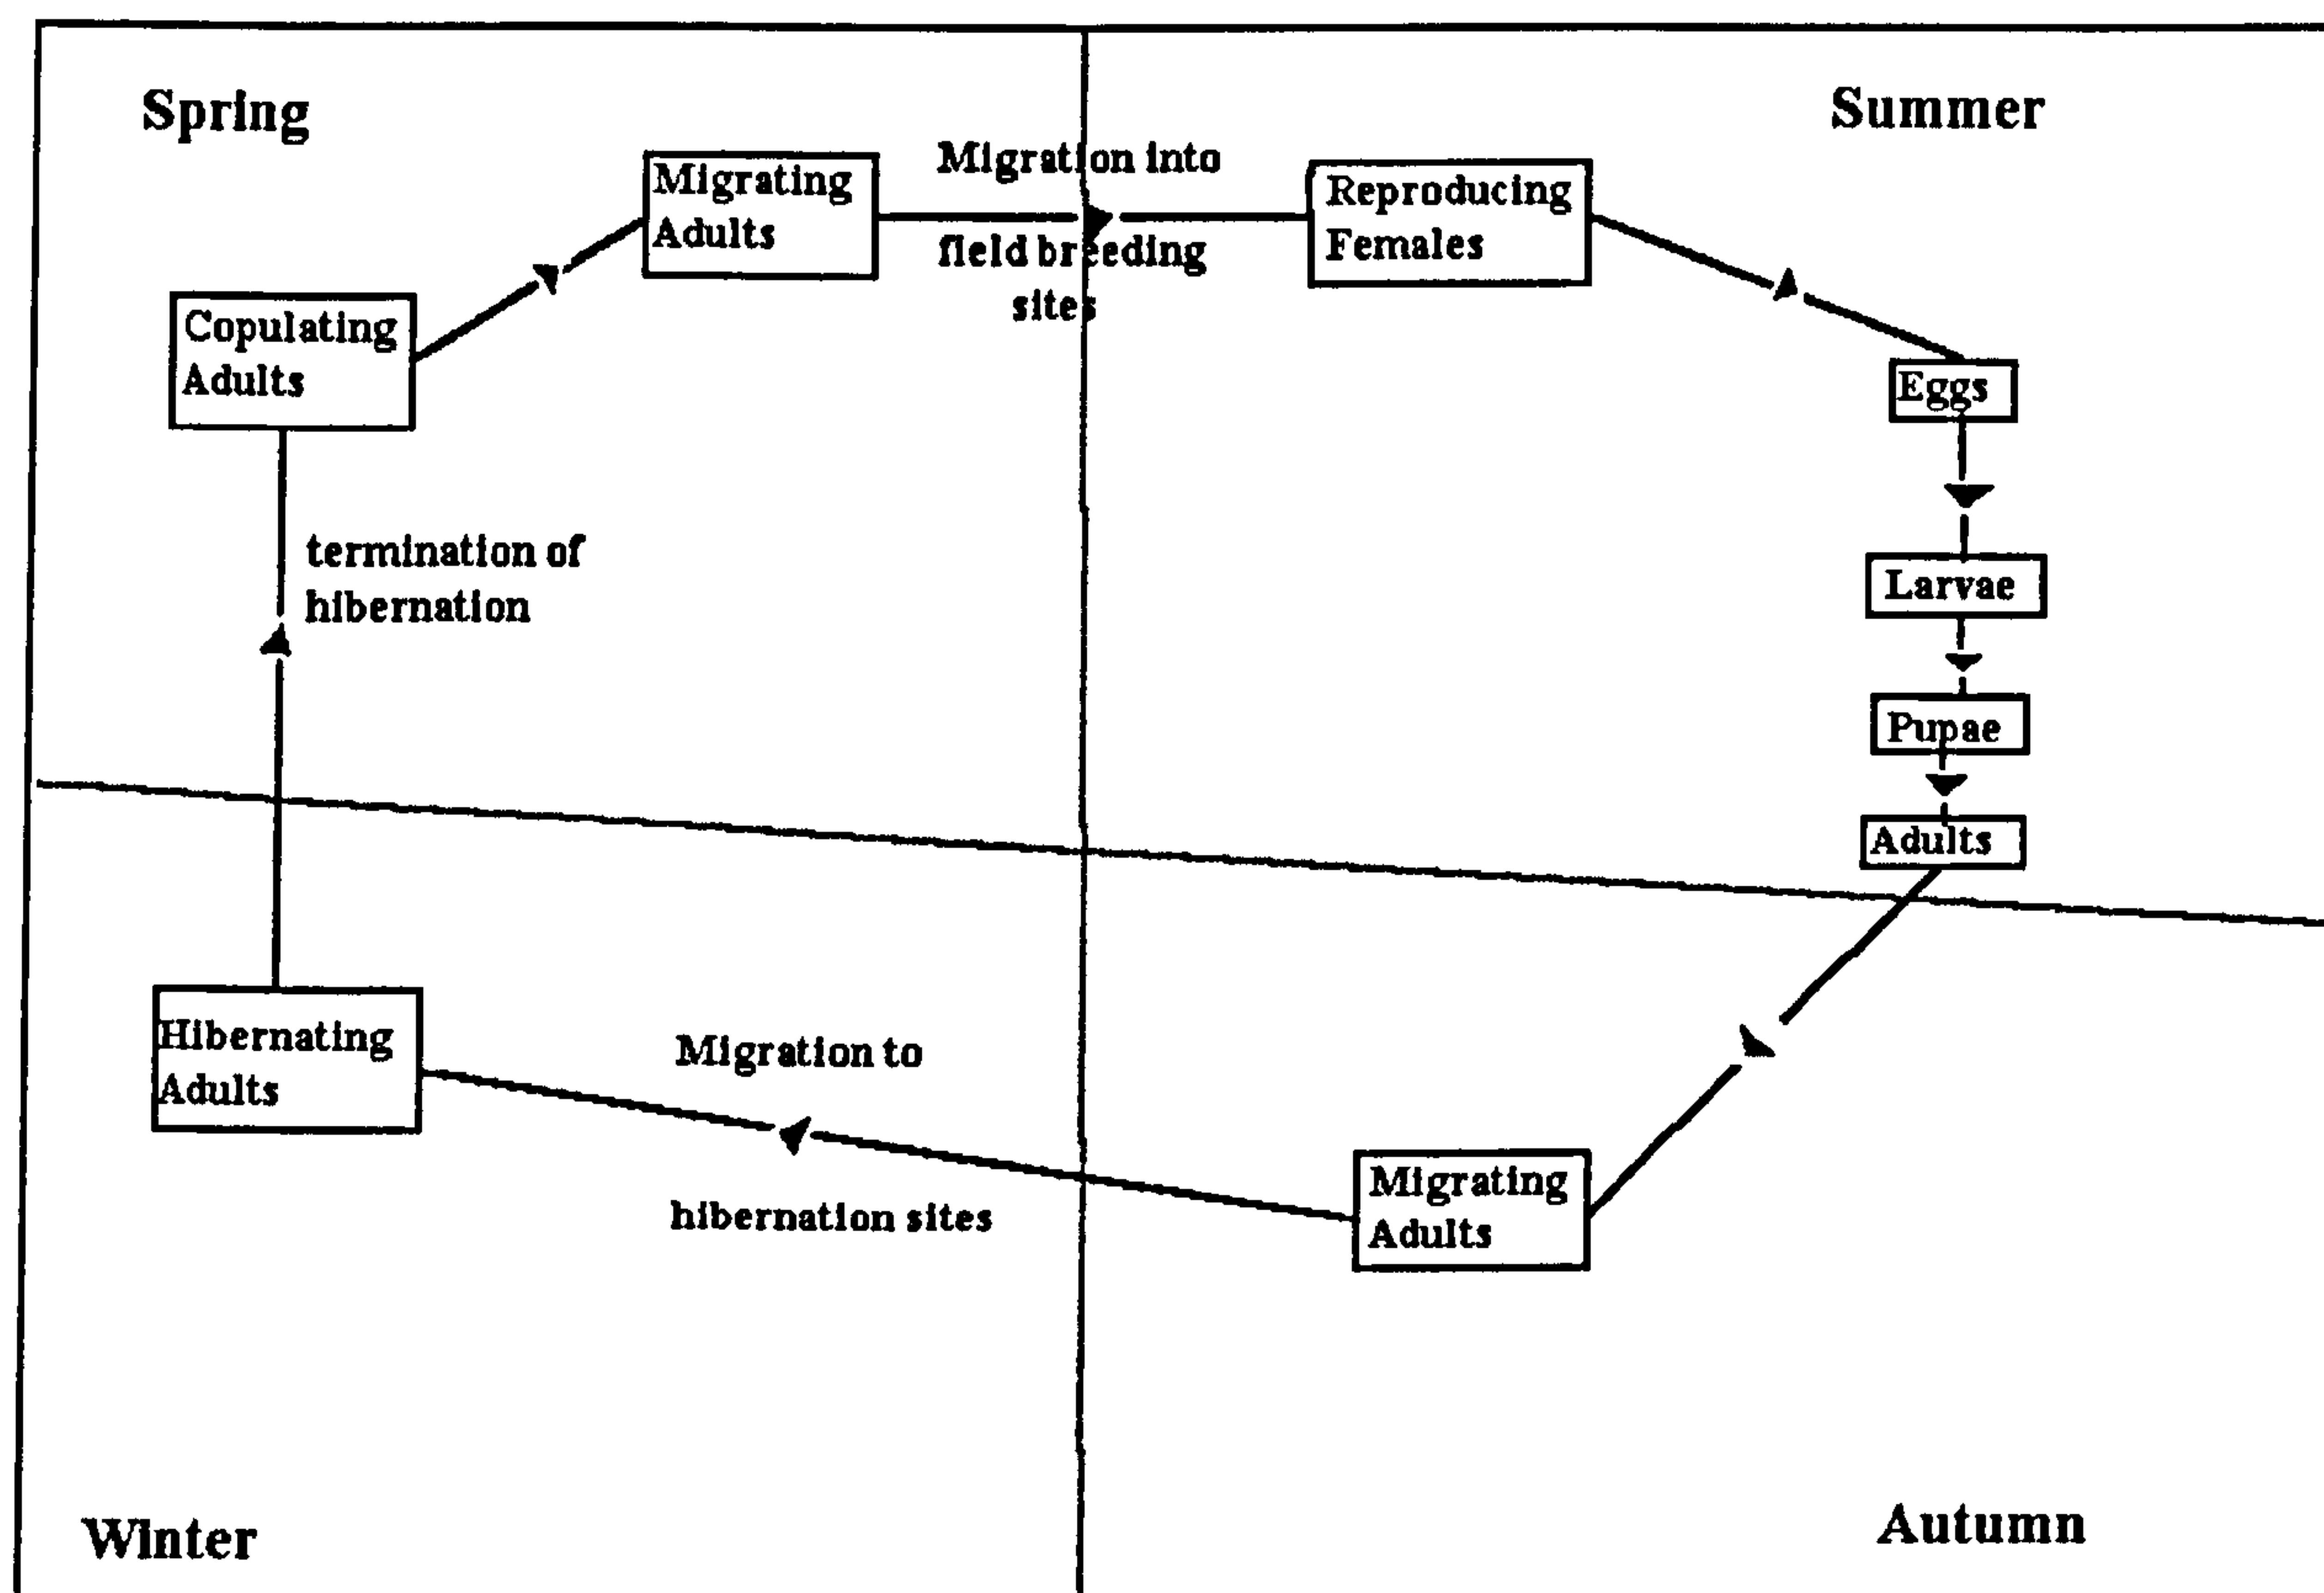 Spring
Summer
Migrating
Adults
Migration into
field breeding
sites
Reproducing
Females
Copulating
Adults
Eggs
termination of
hibernation
Larvae
Pupae
Adults
Hibernating
Adults
Migration to
hibernation sites
Migrating
Adults
Winter
Autumn